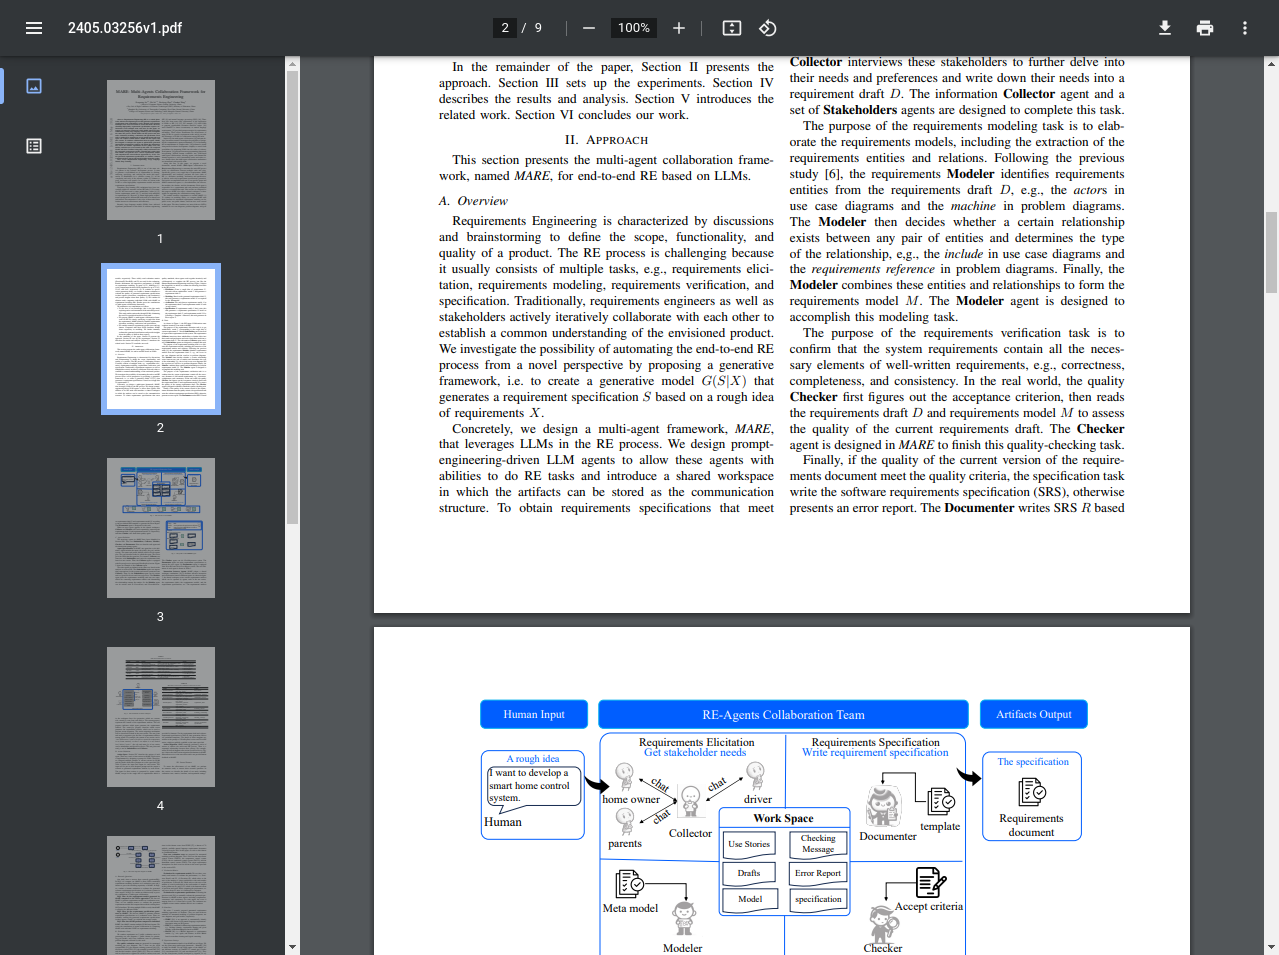 2405.03256v1.pdf
2 / 9
100%
1
2
3
4
In the remainder of the paper, Section II presents the
approach. Section III sets up the experiments. Section IV
describes the results and analysis. Section V introduces the
related work. Section VI concludes our work.
II. APPROACH
This section presents the multi-agent collaboration frame-
work, named MARE, for end-to-end RE based on LLMs.
A. Overview
Requirements Engineering is characterized by discussions
and brainstorming to define the scope, functionality, and
quality of a product. The RE process is challenging because
it usually consists of multiple tasks, e.g., requirements elici-
tation, requirements modeling, requirements verification, and
specification. Traditionally, requirements engineers as well as
stakeholders actively iteratively collaborate with each other to
establish a common understanding of the envisioned product.
We investigate the possibility of automating the end-to-end RE
process from a novel perspective by proposing a generative
framework, i.e. to create a generative model G(S|X) that
generates a requirement specification S based on a rough idea
of requirements X.
Concretely, we design a multi-agent framework, MARE,
that leverages LLMs in the RE process. We design prompt-
engineering-driven LLM agents to allow these agents with
abilities to do RE tasks and introduce a shared workspace
in which the artifacts can be stored as the communication
structure. To obtain requirements specifications that meet
Collector interviews these stakeholders to further delve into
their needs and preferences and write down their needs into a
requirement draft D. The information Collector agent and a
set of Stakeholders agents are designed to complete this task.
The purpose of the requirements modeling task is to elab-
orate the requirements models, including the extraction of the
requirements entities and relations. Following the previous
study [6], the requirements Modeler identifies requirements
entities from the requirements draft D, e.g., the actors in
use case diagrams and the machine in problem diagrams.
The Modeler then decides whether a certain relationship
exists between any pair of entities and determines the type
of the relationship, e.g., the include in use case diagrams and
the requirements reference in problem diagrams. Finally, the
Modeler combines these entities and relationships to form the
requirements model M. The Modeler agent is designed to
accomplish this modeling task.
The purpose of the requirements verification task is to
confirm that the system requirements contain all the neces-
sary elements of well-written requirements, e.g., correctness,
completeness, and consistency. In the real world, the quality
Checker first figures out the acceptance criterion, then reads
the requirements draft D and requirements model M to assess
the quality of the current requirements draft. The Checker
agent is designed in MARE to finish this quality-checking task.
Finally, if the quality of the current version of the require-
ments document meet the quality criteria, the specification task
write the software requirements specification (SRS), otherwise
presents an error report. The Documenter writes SRS R based
Human Input
RE-Agents Collaboration Team
Artifacts Output
A rough idea
I want to develop a
smart home control
system.
Human
Requirements Elicitation
Get stakeholder needs
home owner
chat
chat
chat
driver
Collector
parents
Requirements Specification
Write requirement specification
Documenter
template
Work Space
Use Stories
Checking
Message
Drafts
Error Report
Model
specification
Meta model
Modeler
Accept criteria
Checker
The specification
Requirements
document